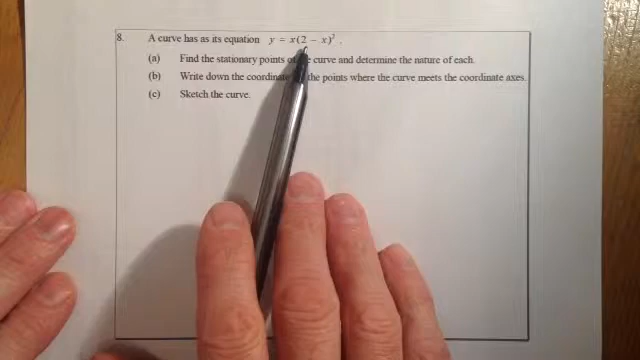 8. A curve has as its equation y = x(2 − x)² .
(a) Find the stationary points of the curve and determine the nature of each.
(b) Write down the coordinate the points where the curve meets the coordinate axes.
(c) Sketch the curve.